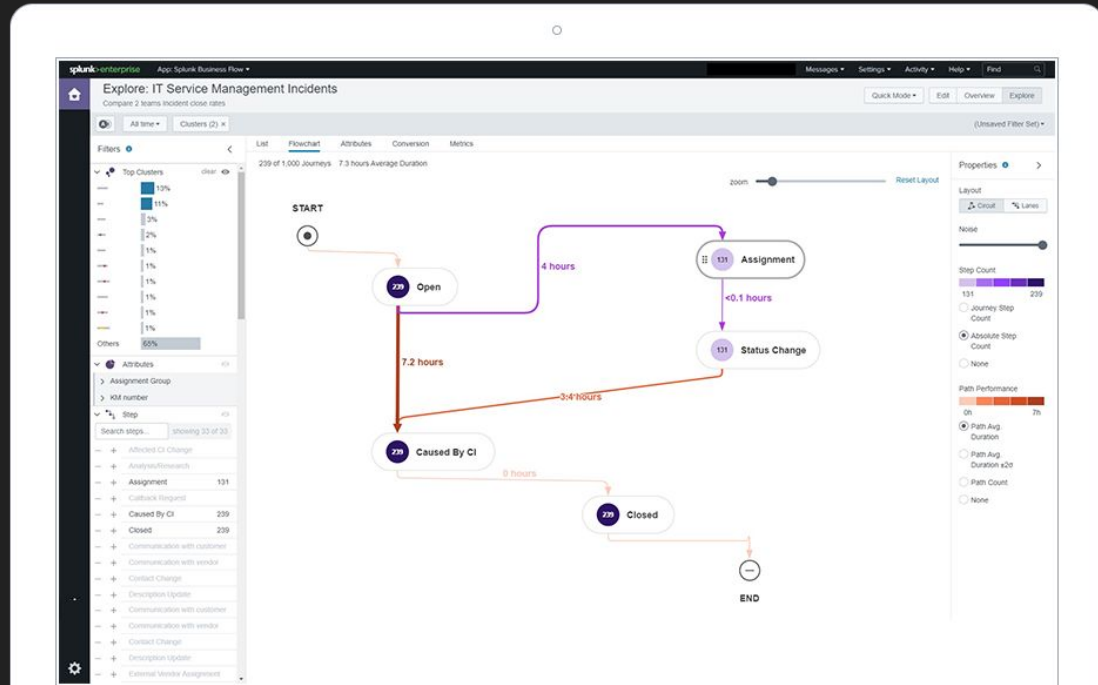 splunk>enterprise App: Splunk Business Flow Messages Settings Activity Help Find
Explore: IT Service Management Incidents
Compare 2 teams incident close rates
Quick Mode Edit Overview Explore
All time Clusters (2) × (Unsaved Filter Set)
Filters
List Flowchart Attributes Conversion Metrics
239 of 1,000 Journeys 7.3 hours Average Duration
Top Clusters clear
13%
11%
3%
2%
1%
1%
1%
1%
1%
1%
Others 65%
Attributes
Assignment Group
KM number
Step
Search steps... showing 33 of 33
Affected CI Change
Analysis/Research
Assignment 131
Callback Request
Caused By CI 239
Closed 239
Communication with customer
Communication with vendor
Contact Change
Description Update
Communication with customer
Communication with vendor
Contact Change
Description Update
External Vendor Assignment
zoom Reset Layout
START
239 Open
4 hours
131 Assignment
<0.1 hours
131 Status Change
7.2 hours
3.4 hours
239 Caused By CI
0 hours
239 Closed
END
Properties
Layout
Circuit Lanes
Noise
Step Count
131 239
Journey Step
Count
Absolute Step
Count
None
Path Performance
0h 7h
Path Avg.
Duration
Path Avg.
Duration ±2σ
Path Count
None